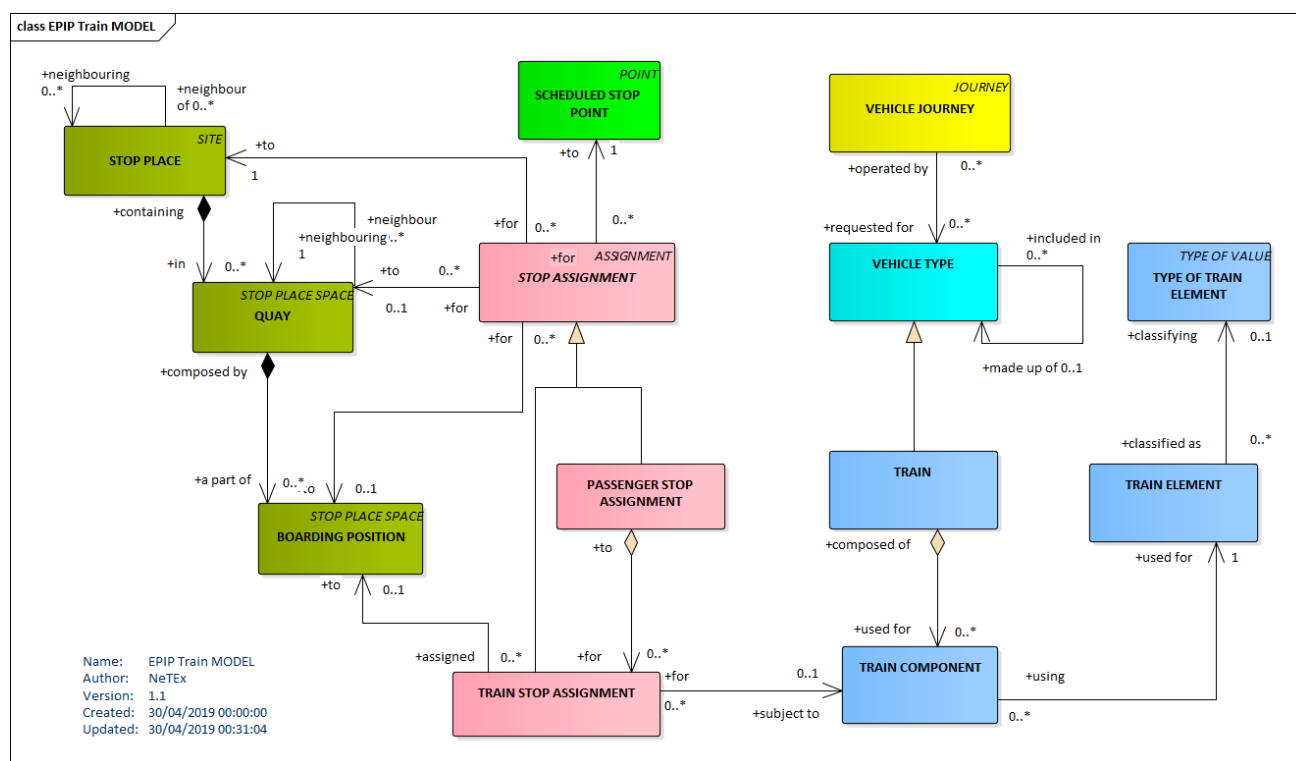 class EPIP Train MODEL
+neighbouring
0..*
+neighbour
of 0..*
SITE
STOP PLACE
+to
1
+containing
+in
0..*
POINT
SCHEDULED STOP
POINT
+to
1
JOURNEY
VEHICLE JOURNEY
+operated by
0..*
+neighbour
0..*
+neighbouring
1
+for
0..*
0..*
+requested for
0..*
+included in
0..*
STOP PLACE SPACE
QUAY
+to
0..1
0..*
+for
+for
ASSIGNMENT
STOP ASSIGNMENT
VEHICLE TYPE
TYPE OF VALUE
TYPE OF TRAIN
ELEMENT
+composed by
+for
0..*
+made up of 0..1
+classifying
0..1
+a part of
0..*
+to
0..1
PASSENGER STOP
ASSIGNMENT
TRAIN
+classified as
0..*
TRAIN ELEMENT
STOP PLACE SPACE
BOARDING POSITION
+to
0..1
+to
+composed of
+used for
1
+assigned
0..*
+for
0..*
+used for
0..*
TRAIN STOP ASSIGNMENT
+for
0..*
0..1
+subject to
TRAIN COMPONENT
+using
0..*
Name: EPIP Train MODEL
Author: NeTEx
Version: 1.1
Created: 30/04/2019 00:00:00
Updated: 30/04/2019 00:31:04